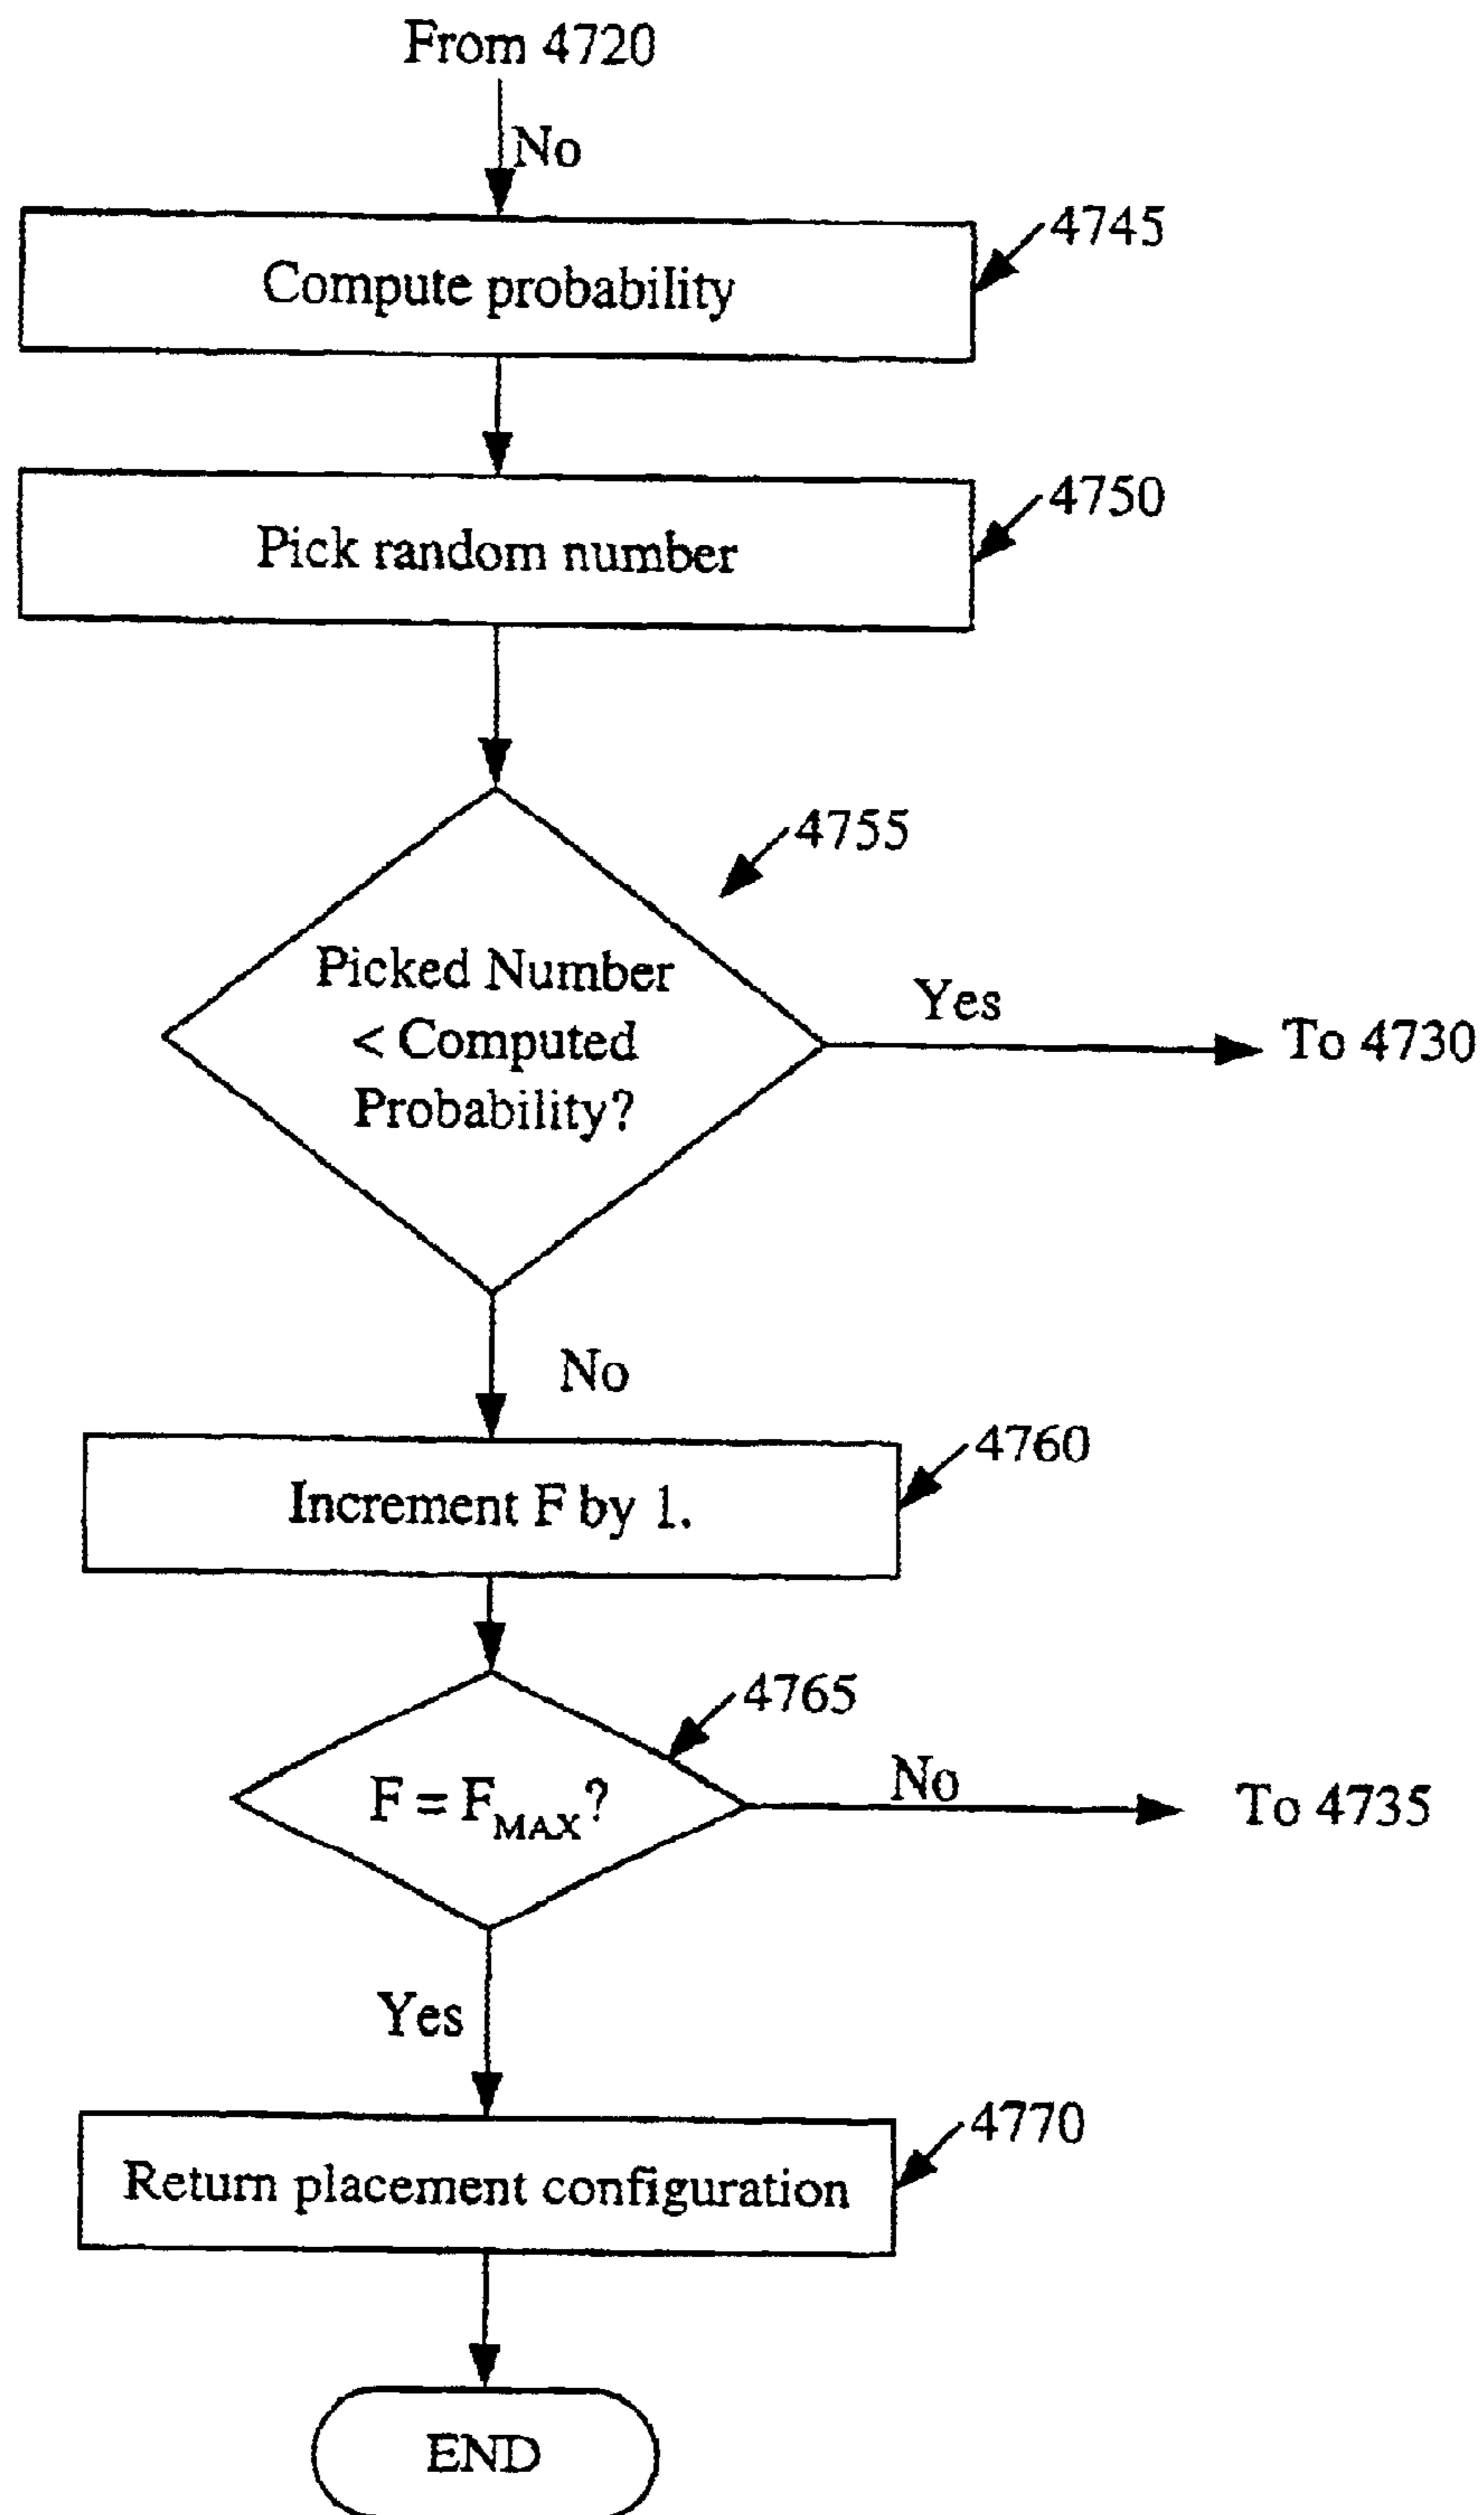 From 4720
No
4745
Compute probability
4750
Pick random number
4755
Picked Number
< Computed
Probability?
Yes
To 4730
No
4760
Increment F by 1.
4765
F = FMAX?
No
To 4735
Yes
4770
Return placement configuration
END